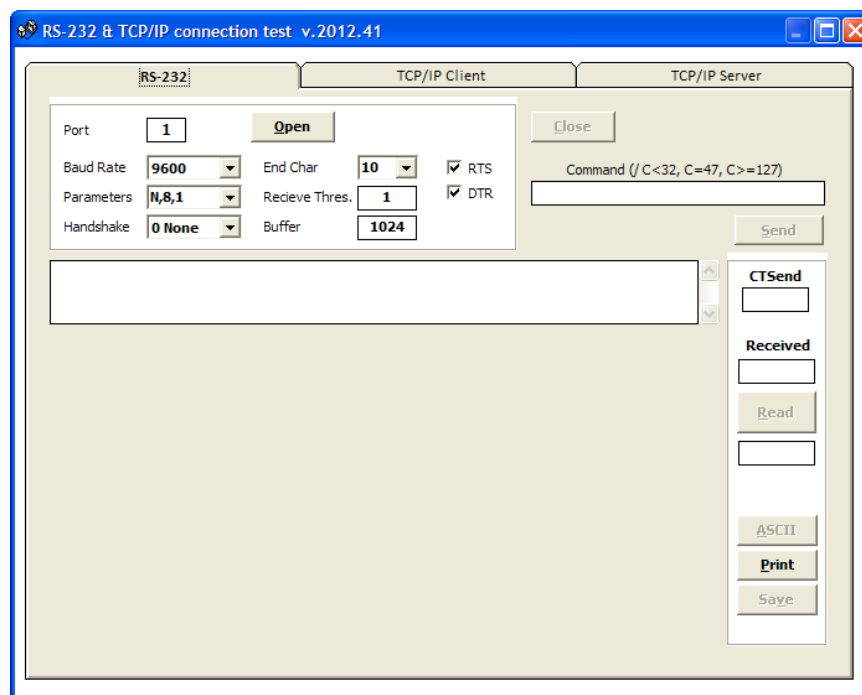 RS-232 & TCP/IP connection test v.2012.41
RS-232 TCP/IP Client TCP/IP Server
Port 1 Open Close
Baud Rate 9600 End Char 10 RTS Command (/ C<32, C=47, C>=127)
Parameters N,8,1 Recieve Thres. 1 DTR
Handshake 0 None Buffer 1024 Send
CTSend
Received
Read
ASCII
Print
Save